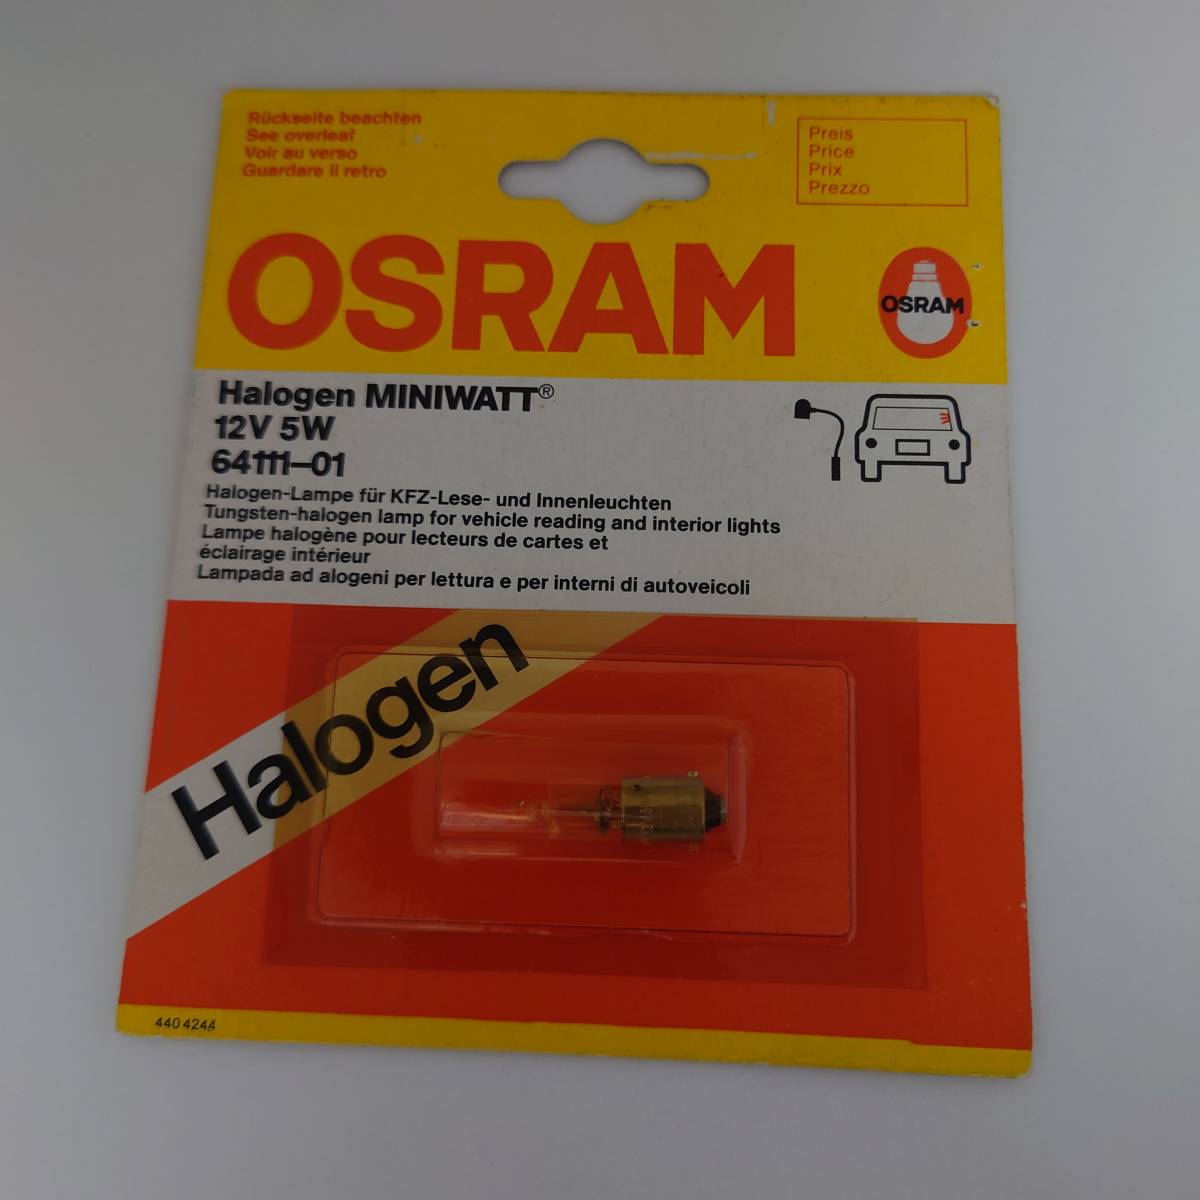 Rückseite beachten
See overleaf
Voir au verso
Guardare il retro
Preis
Price
Prix
Prezzo
OSRAM
OSRAM
Halogen MINIWATT®
12V 5W
64111-01
Halogen-Lampe für KFZ-Lese- und Innenleuchten
Tungsten-halogen lamp for vehicle reading and interior lights
Lampe halogène pour lecteurs de cartes et
éclairage intérieur
Lampada ad alogeni per lettura e per interni di autoveicoli
Halogen
440 4244